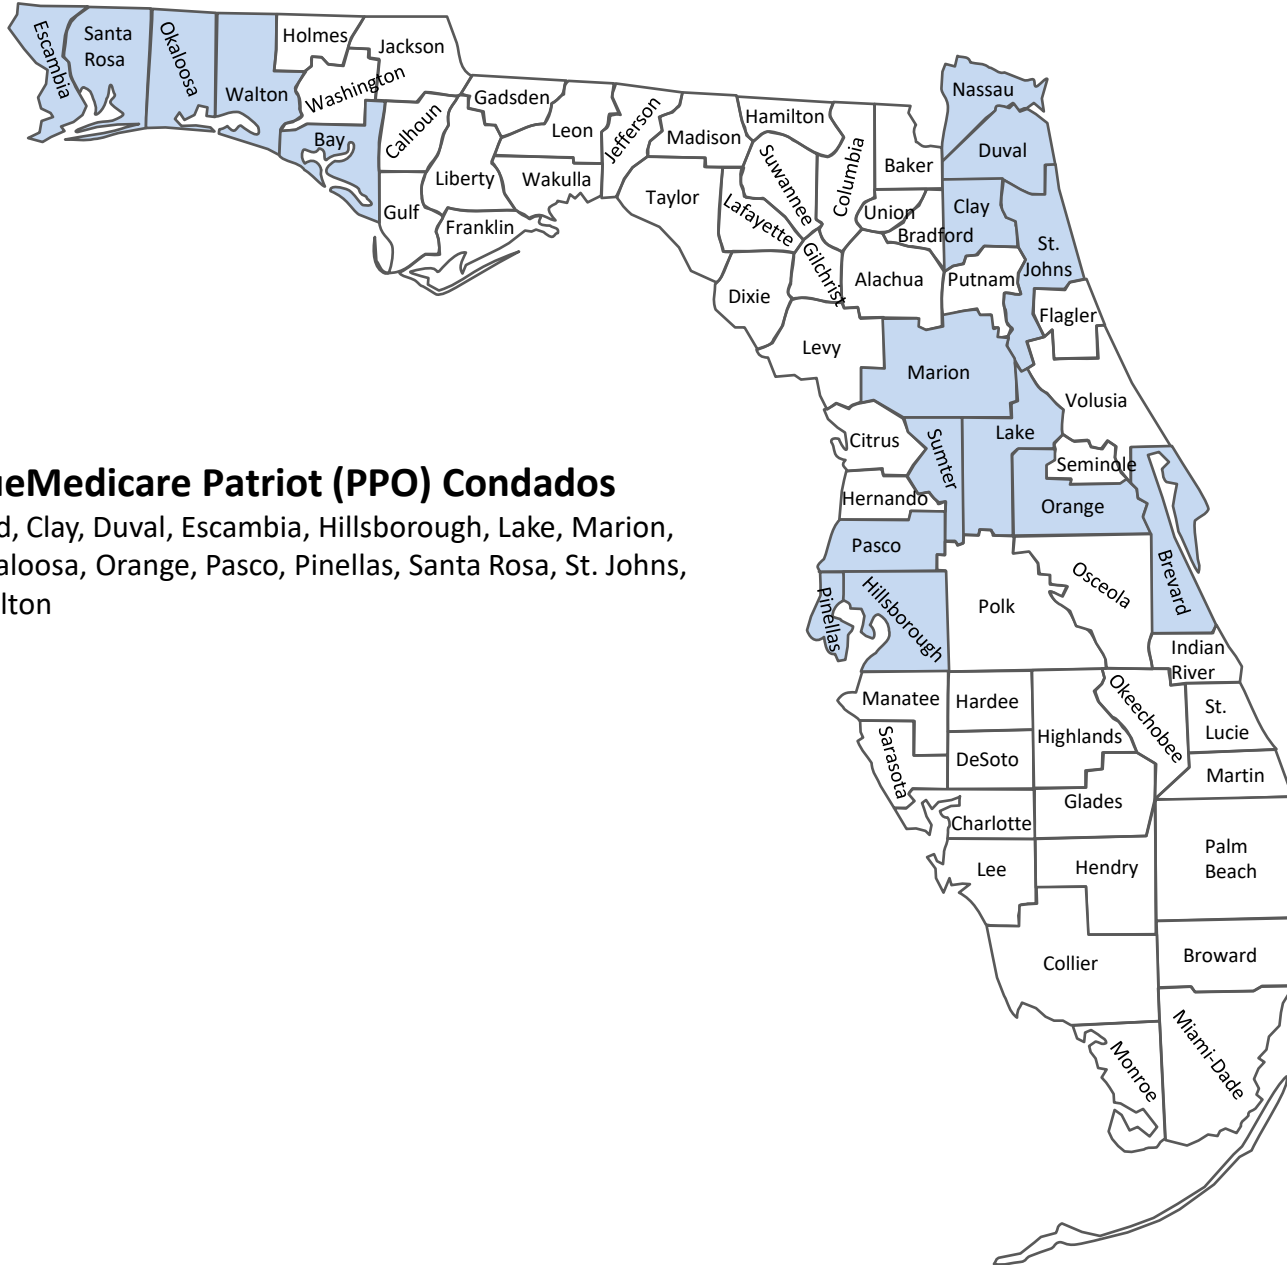 Escambia
Santa
Rosa
Okaloosa
Walton
Holmes
Jackson
Washington
Bay
Calhoun
Gulf
Liberty
Franklin
Gadsden
Leon
Wakulla
Jefferson
Madison
Taylor
Hamilton
Suwannee
Lafayette
Dixie
Columbia
Gilchrist
Baker
Union
Bradford
Alachua
Levy
Nassau
Duval
Clay
St.
Johns
Putnam
Flagler
Marion
Volusia
Citrus
Sumter
Lake
Seminole
Hernando
Orange
Pasco
Pinellas
Hillsborough
Polk
Osceola
Brevard
Indian
River
Manatee
Hardee
Highlands
Okeechobee
St.
Lucie
Sarasota
DeSoto
Martin
Charlotte
Glades
Lee
Hendry
Palm
Beach
Collier
Broward
Monroe
Miami-Dade
ueMedicare Patriot (PPO) Condados
d, Clay, Duval, Escambia, Hillsborough, Lake, Marion,
aloosa, Orange, Pasco, Pinellas, Santa Rosa, St. Johns,
lton